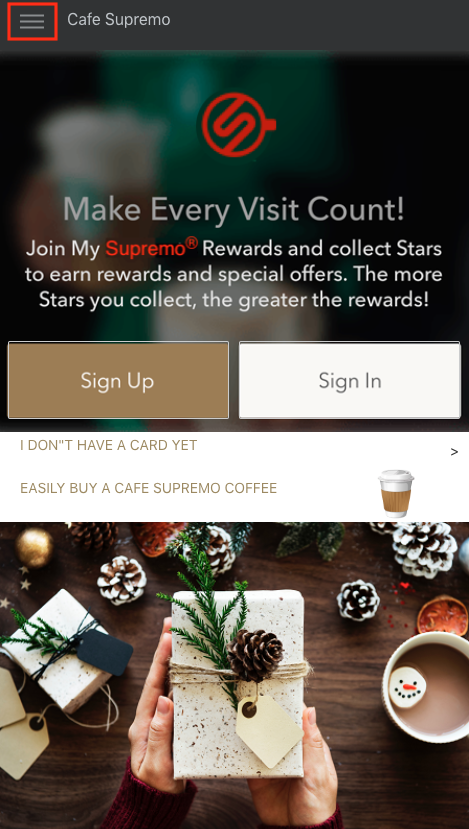 Cafe Supremo
Make Every Visit Count!
Join My Supremo® Rewards and collect Stars
to earn rewards and special offers. The more
Stars you collect, the greater the rewards!
Sign Up
Sign In
I DON"T HAVE A CARD YET
>
EASILY BUY A CAFE SUPREMO COFFEE